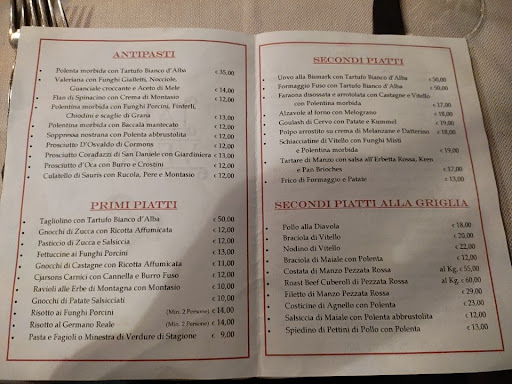 ANTIPASTI
Polenta morbida con Tartufo Bianco d'Alba € 35,00
Valeriana con Funghi Gialletti, Nocciole,
Guanciale croccante e Aceto di Mele € 14,00
Flan di Spinacino con Crema di Montasio € 10,00
Polentina morbida con Funghi Porcini, Finferli,
Chiodini e scaglie di Grana € 13,00
Polentina morbida con Baccalà mantecato € 12,00
Soppressa nostrana con Polenta abbrustolita € 12,00
Prosciutto D'Osvaldo di Cormons € 12,00
Prosciutto Coradazzi di San Daniele con Giardiniera € 13,00
Prosciutto d'Oca con Burro e Crostini € 12,00
Culatello di Sauris con Rucola, Pere e Montasio € 12,00
PRIMI PIATTI
Tagliolino con Tartufo Bianco d'Alba € 50,00
Gnocchi di Zucca con Ricotta Affumicata € 12,00
Pasticcio di Zucca e Salsiccia € 12,00
Fettuccine ai Funghi Porcini € 13,00
Gnocchi di Castagne con Ricotta Affumicata € 11,00
Cjarsons Carnici con Cannella e Burro Fuso € 12,00
Ravioli alle Erbe di Montagna con Montasio € 10,00
Gnocchi di Patate Salsicciati € 10,00
Risotto ai Funghi Porcini (Min. 2 Persone) € 14,00
Risotto al Germano Reale (Min. 2 Persone) € 14,00
Pasta e Fagioli o Minestra di Verdure di Stagione € 9,00
SECONDI PIATTI
Uovo alla Bismark con Tartufo Bianco d'Alba € 50,00
Formaggio Fuso con Tartufo Bianco d'Alba € 50,00
Faraona disossata e arrotolata con Castagne e Vitello
con Polentina morbida € 17,00
Alzavole al forno con Melograno € 18,00
Goulash di Cervo con Patate e Kummel € 19,00
Polpo arrostito su crema di Melanzane e Datterino € 18,00
Schiaccatine di Vitello con Funghi Misti
e Polentina morbida € 19,00
Tartare di Manzo con salsa all'Erbetta Rossa, Kren
e Pan Brioches € 17,00
Frico di Formaggio e Patate € 13,00
SECONDI PIATTI ALLA GRIGLIA
Pollo alla Diavola € 18,00
Braciola di Vitello € 20,00
Nodino di Vitello € 22,00
Braciola di Maiale con Polenta € 12,00
Costata di Manzo Pezzata Rossa al Kg. € 55,00
Roast Beef Cuberoll di Pezzata Rossa al Kg. € 60,00
Filetto di Manzo Pezzata Rossa € 29,00
Costicine di Agnello con Polenta € 23,00
Salsiccia di Maiale con Polenta abbrustolita € 12,00
Spiedino di Pettini di Pollo con Polenta € 13,00